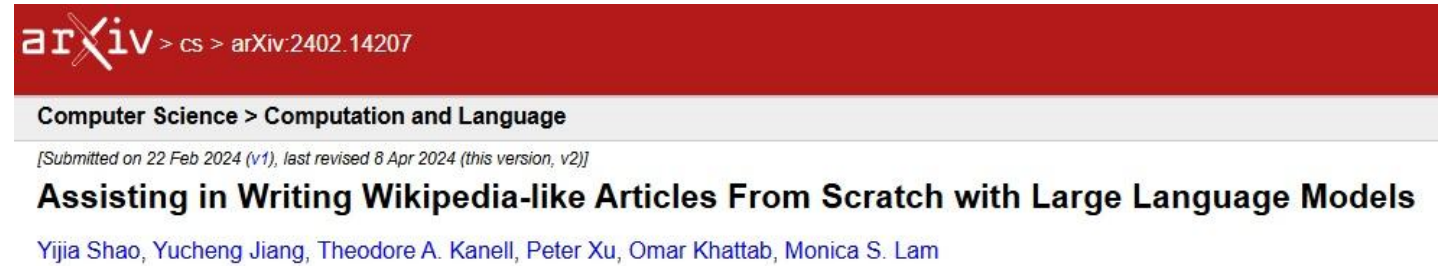 arXiv > cs > arXiv:2402.14207
Computer Science > Computation and Language
[Submitted on 22 Feb 2024 (v1), last revised 8 Apr 2024 (this version, v2)]
Assisting in Writing Wikipedia-like Articles From Scratch with Large Language Models
Yijia Shao, Yucheng Jiang, Theodore A. Kanell, Peter Xu, Omar Khattab, Monica S. Lam